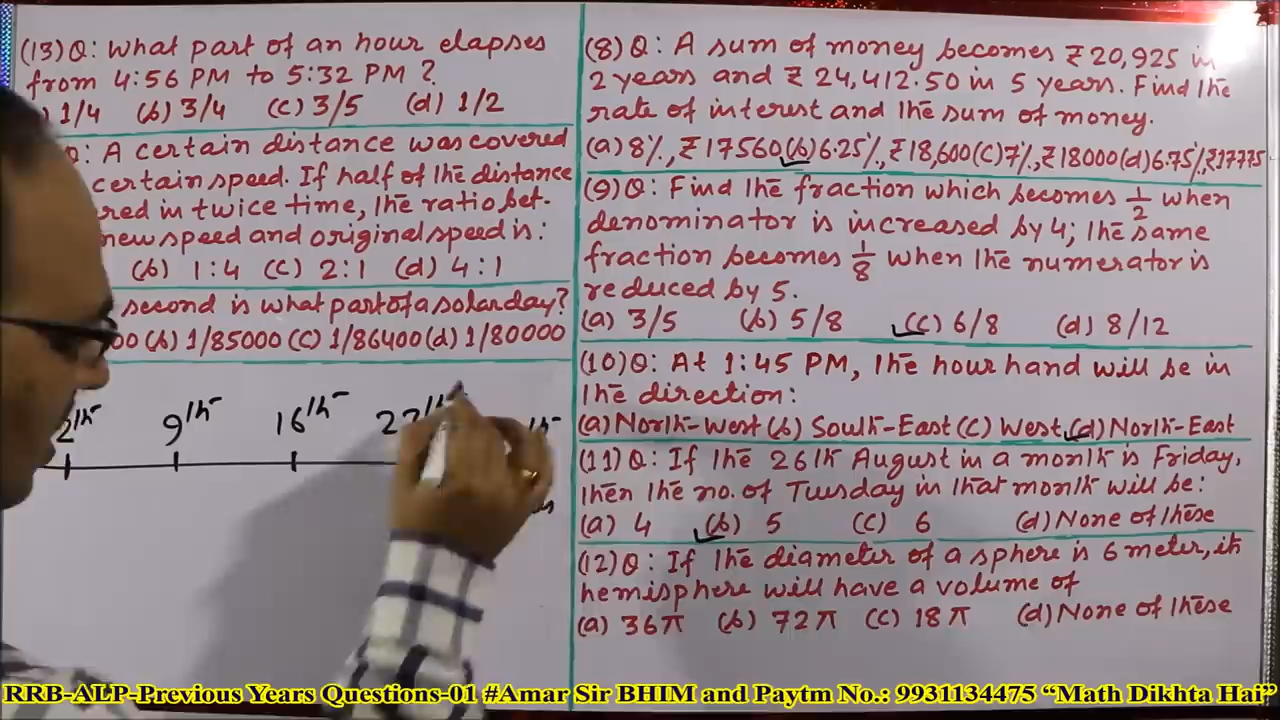 (13) Q: What part of an hour elapses
from 4:56 PM to 5:32 PM ?
) 1/4 (b) 3/4 (c) 3/5 (d) 1/2
Q: A certain distance was covered
certain speed. If half of the distance
red in twice time, the ratio bet-
new speed and original speed is:
(b) 1:4 (c) 2:1 (d) 4:1
second is what part of a solar day?
00 (b) 1/85000 (c) 1/86400 (d) 1/80000
2th 9th 16th
(8) Q: A sum of money becomes ₹20,925 in
2 years and ₹ 24,412.50 in 5 years. Find the
rate of interest and the sum of money.
(a) 8%, ₹17560 (b) 6.25%, ₹18,600 (c) 7%, ₹18000 (d) 6.75%, ₹17775
(9) Q: Find the fraction which becomes 1/2 when
denominator is increased by 4; the same
fraction becomes 1/8 when the numerator is
reduced by 5.
(a) 3/5 (b) 5/8 (c) 6/8 (d) 8/12
(10) Q: At 1:45 PM, the hour hand will be in
the direction:
(a) North-West (b) South-East (c) West (d) North-East
(11) Q: If the 26th August in a month is Friday,
then the no. of Tuesday in that month will be:
(a) 4 (b) 5 (c) 6 (d) None of these
(12) Q: If the diameter of a sphere is 6 meter, its
hemisphere will have a volume of
(a) 36π (b) 72π (c) 18π (d) None of these
RRB-ALP-Previous Years Questions-01 #Amar Sir BHIM and Paytm No.: 9931134475 “Math Dikhta Hai”